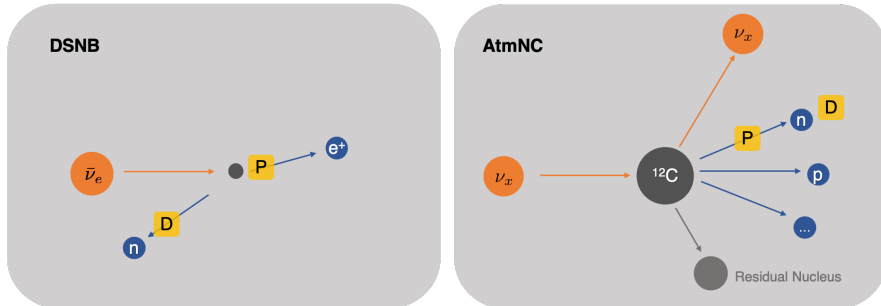 DSNB
ν̄ₑ
P
e⁺
D
n
AtmNC
νₓ
νₓ
¹²C
P
n
D
p
...
Residual Nucleus